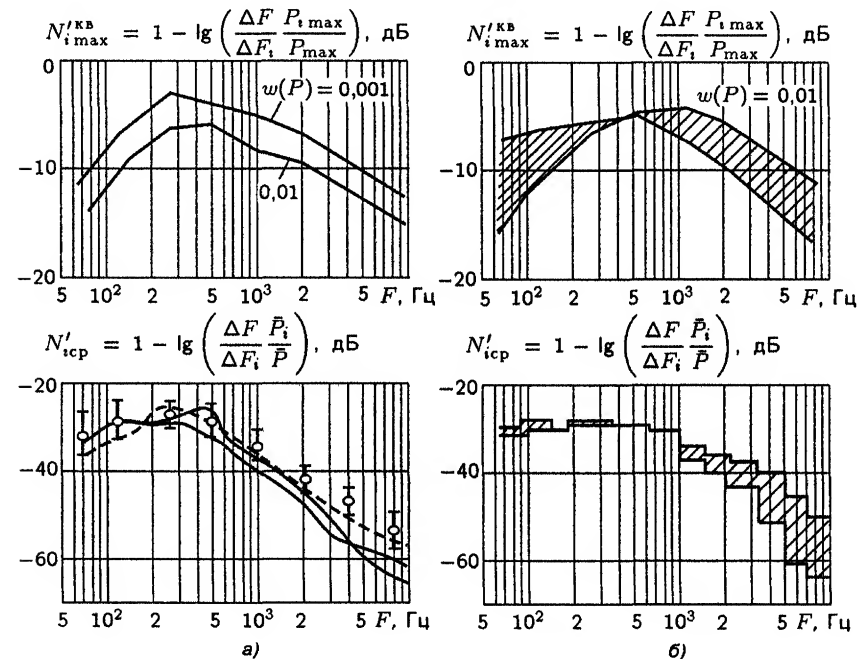 N′ᵢ max ᴷᴮ = 1 − lg (ΔF/ΔFᵢ Pᵢ max/Pmax), дБ
0
w(P) = 0,001
−10
0,01
−20
5 10² 2 5 10³ 2 5 F, Гц
N′ᵢ max ᴷᴮ = 1 − lg (ΔF/ΔFᵢ Pᵢ max/Pmax), дБ
0
w(P) = 0,01
−10
−20
5 10² 2 5 10³ 2 5 F, Гц
N′ᵢср = 1 − lg (ΔF/ΔFᵢ P̄ᵢ/P̄), дБ
−20
−40
−60
5 10² 2 5 10³ 2 5 F, Гц
а)
N′ᵢср = 1 − lg (ΔF/ΔFᵢ P̄ᵢ/P̄), дБ
−20
−40
−60
5 10² 2 5 10³ 2 5 F, Гц
б)